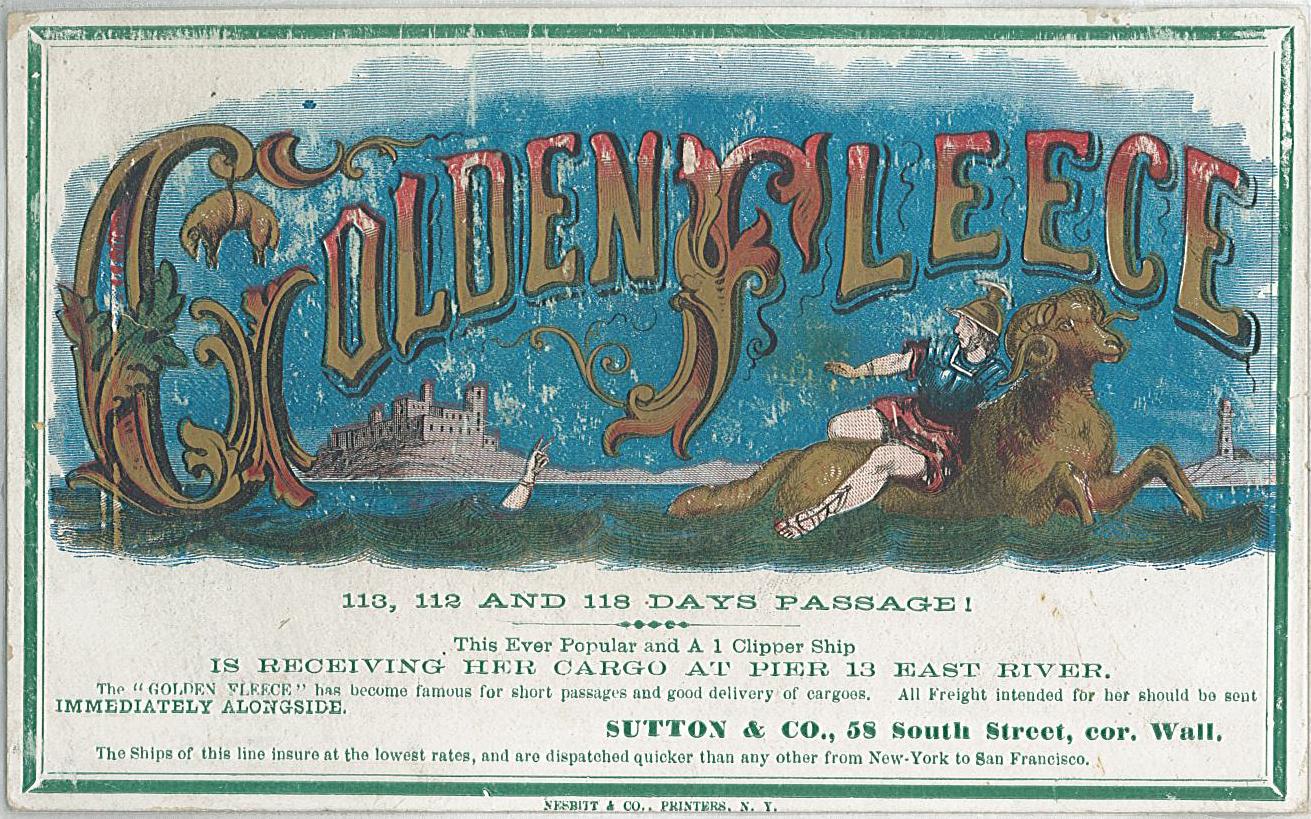 GOLDEN FLEECE
113, 112 AND 118 DAYS PASSAGE!
This Ever Popular and A 1 Clipper Ship
IS RECEIVING HER CARGO AT PIER 13 EAST RIVER.
The "GOLDEN FLEECE" has become famous for short passages and good delivery of cargoes. All Freight intended for her should be sent
IMMEDIATELY ALONGSIDE.
SUTTON & CO., 58 South Street, cor. Wall.
The Ships of this line insure at the lowest rates, and are dispatched quicker than any other from New-York to San Francisco.
NESBITT & CO., PRINTERS, N. Y.